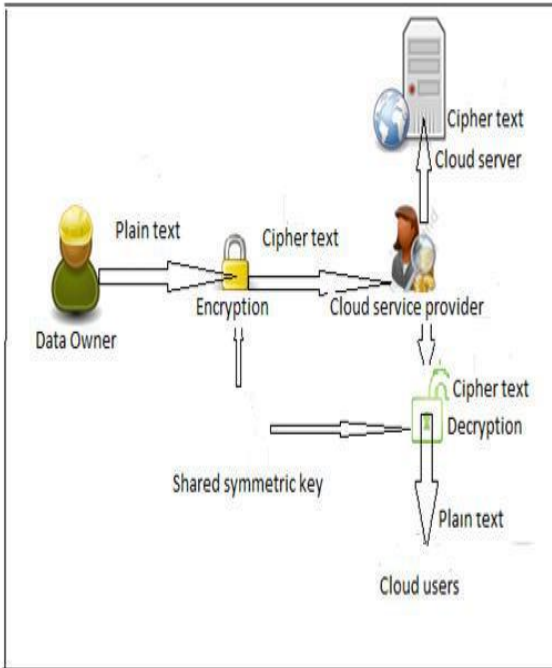 Cipher text
Cloud server
Plain text
Cipher text
Encryption
Cloud service provider
Data Owner
Cipher text
Decryption
Shared symmetric key
Plain text
Cloud users